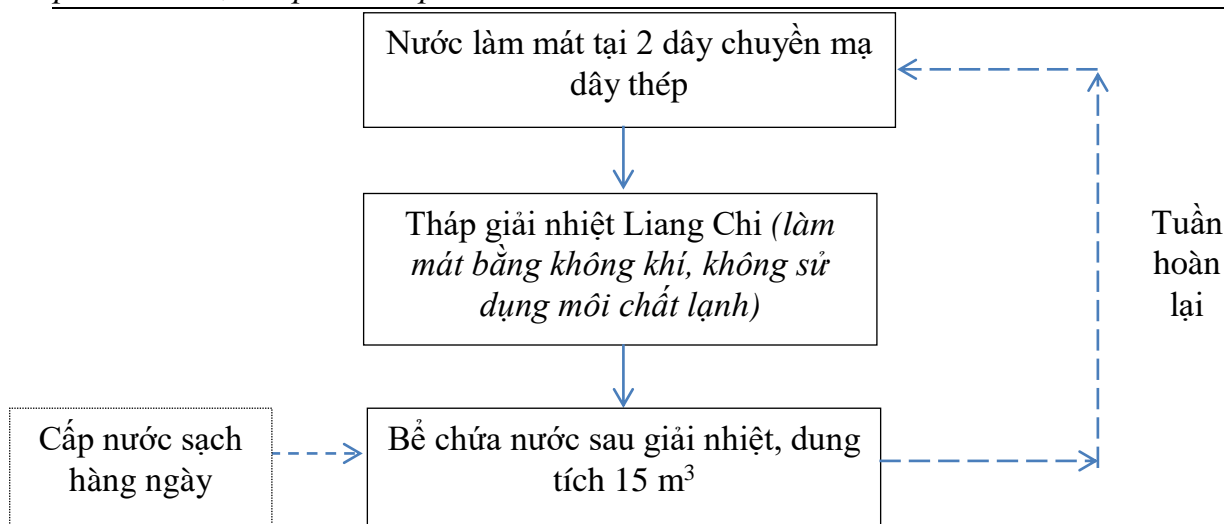 Nước làm mát tại 2 dây chuyền mạ
dây thép
Tháp giải nhiệt Liang Chi (làm
mát bằng không khí, không sử
dụng môi chất lạnh)
Tuần
hoàn
lại
Cấp nước sạch
hàng ngày
Bể chứa nước sau giải nhiệt, dung
tích 15 m³